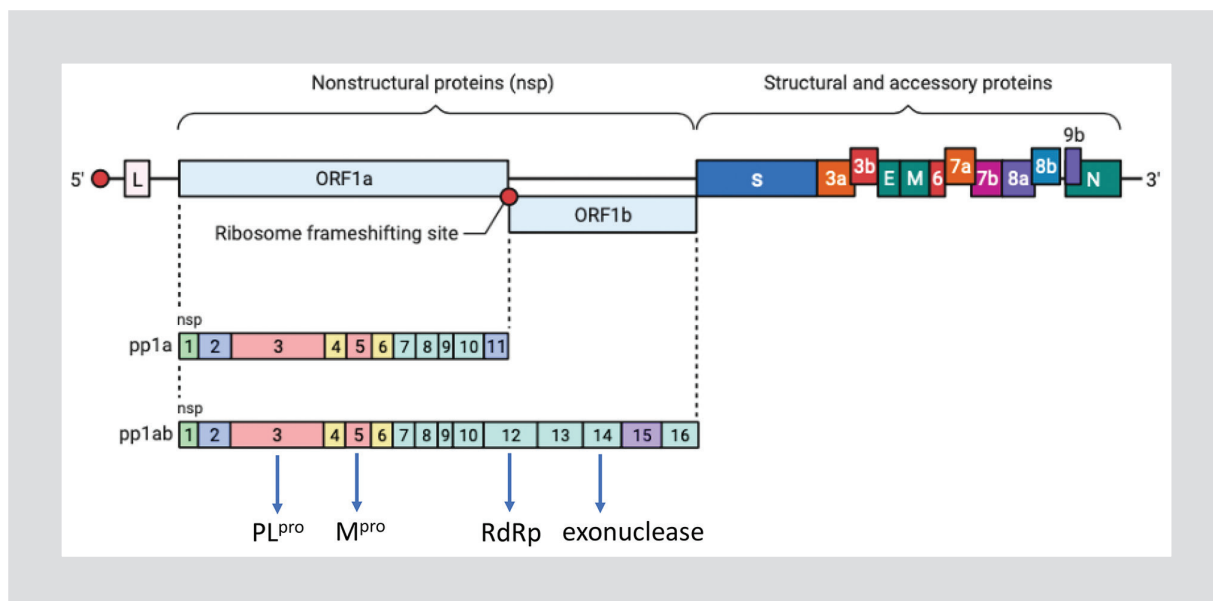 Nonstructural proteins (nsp) Structural and accessory proteins
9b
3b 7a 8b
5' L ORF1a S 3a E M 6 7b 8a N 3'
ORF1b
Ribosome frameshifting site
nsp
pp1a 1 2 3 4 5 6 7 8 9 10 11
nsp
pp1ab 1 2 3 4 5 6 7 8 9 10 12 13 14 15 16
PLpro Mpro RdRp exonuclease